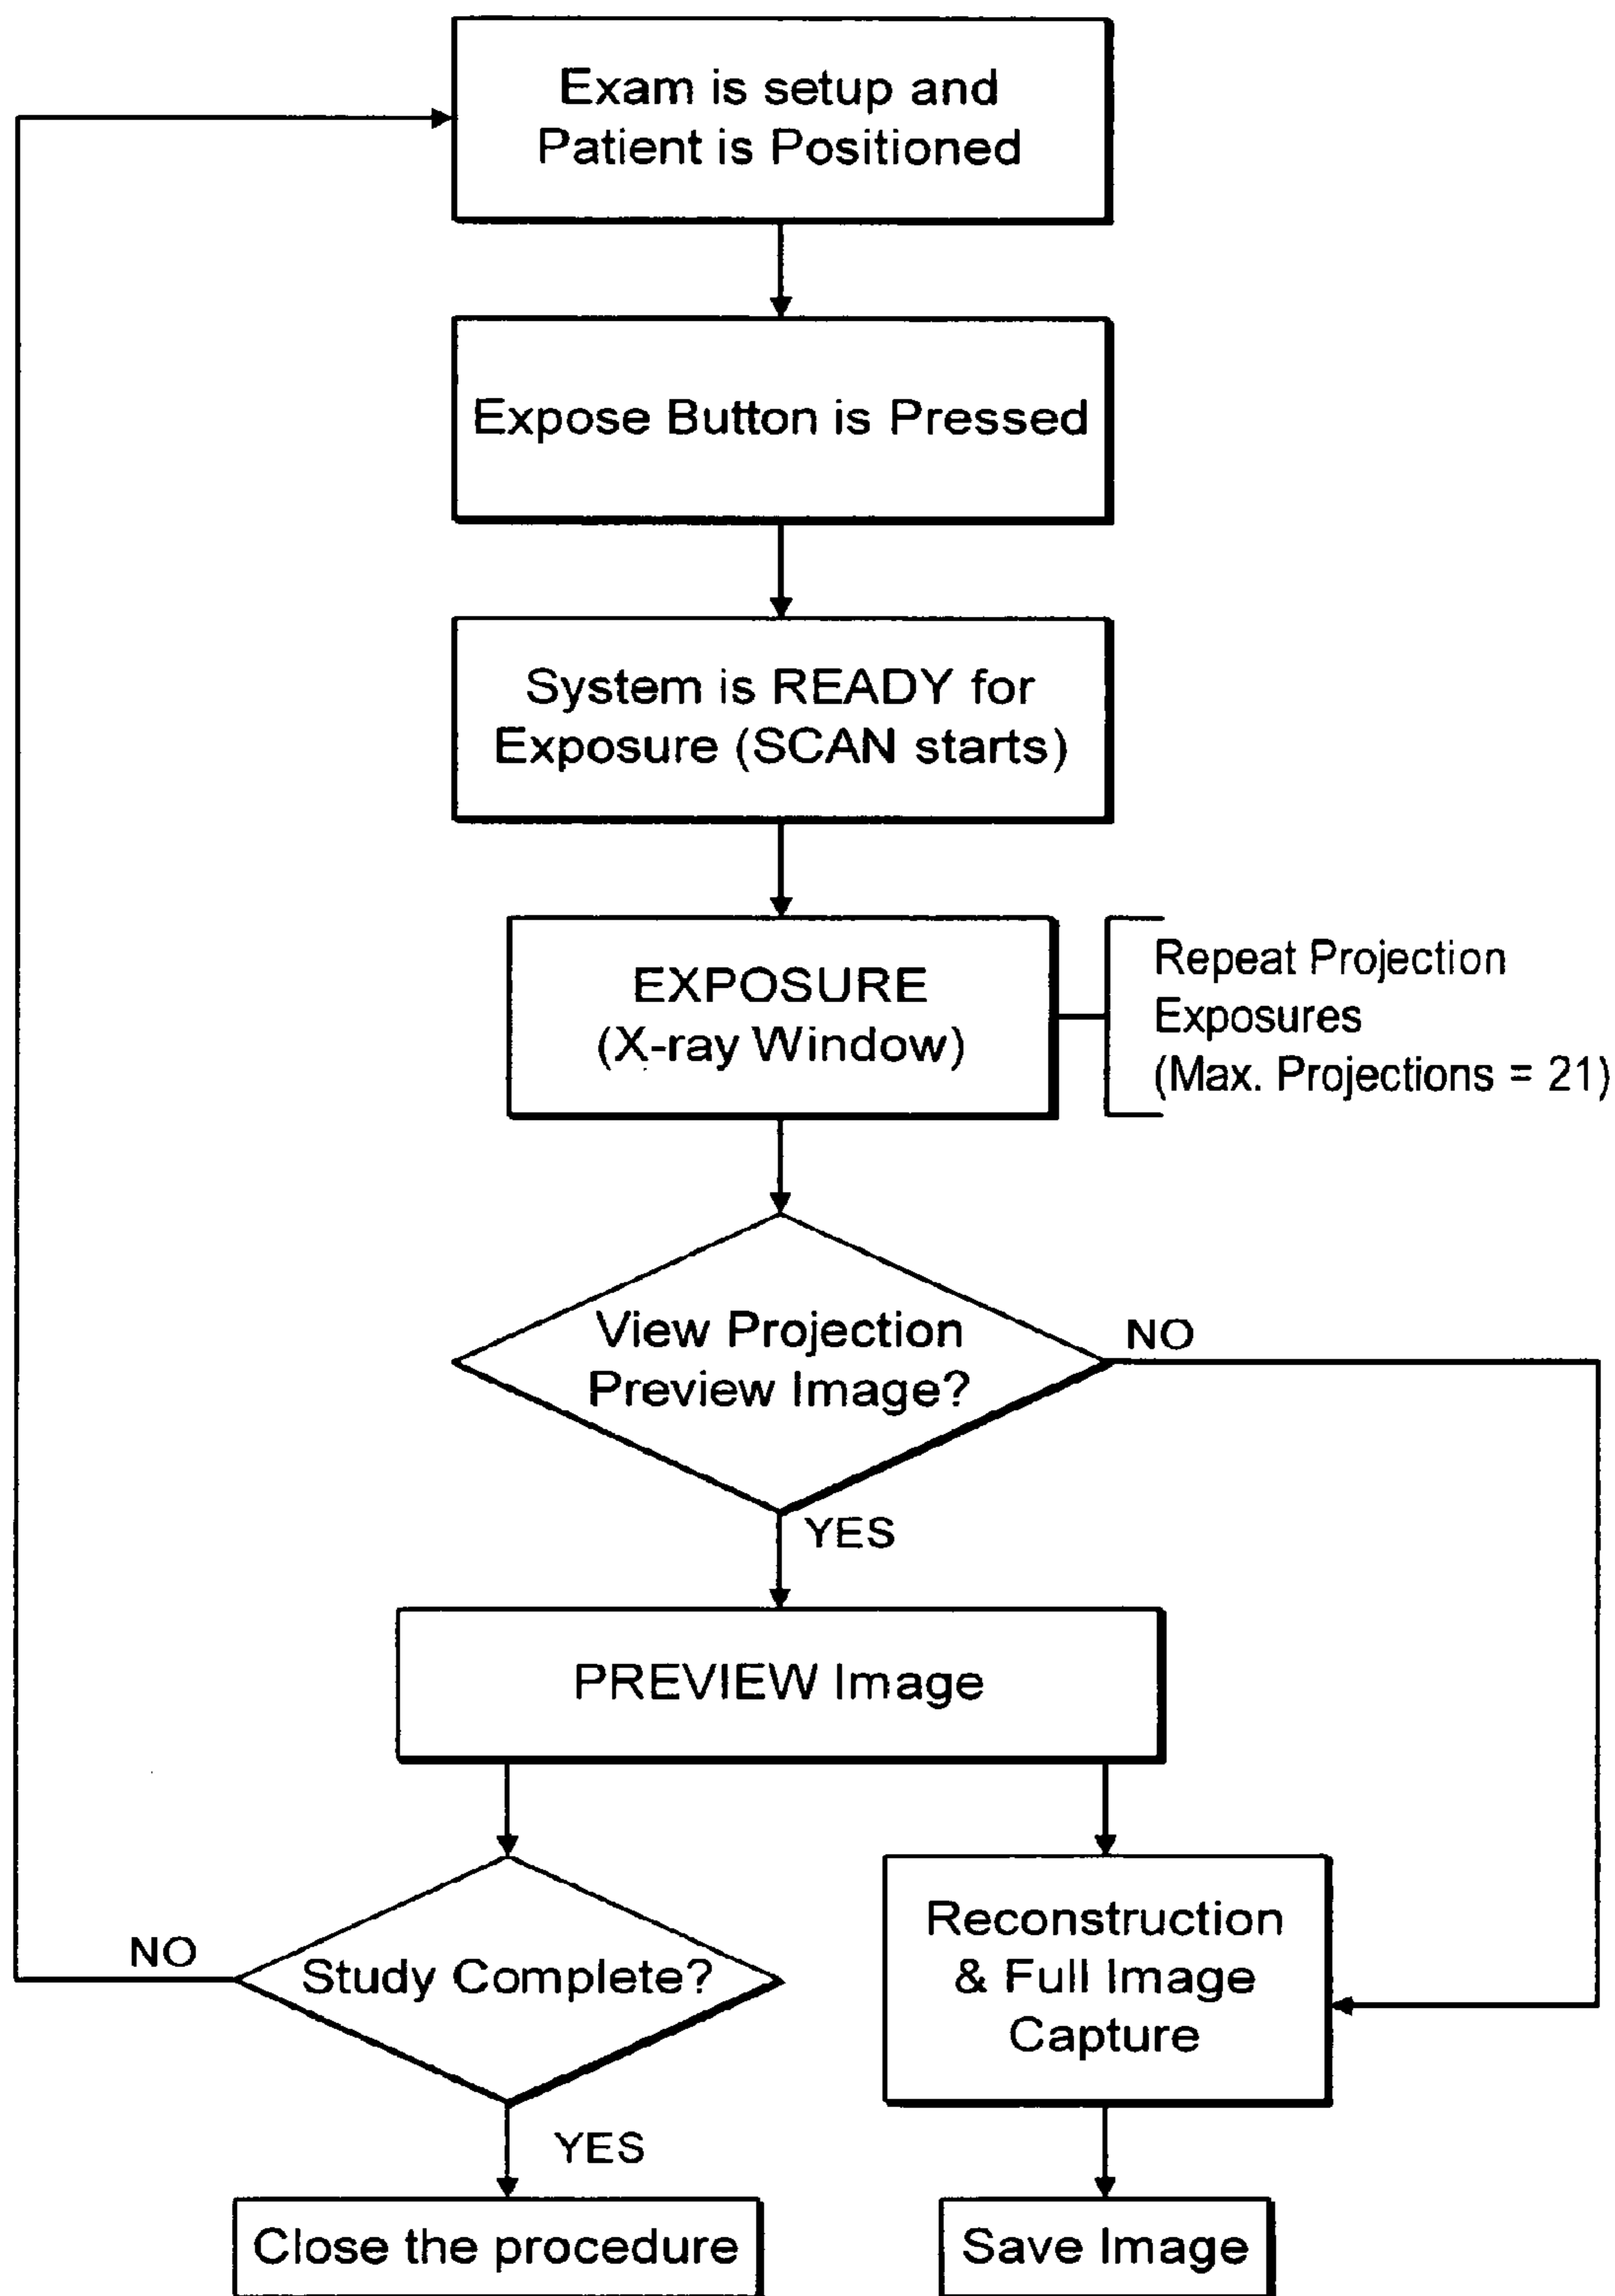 Exam is setup and
Patient is Positioned
Expose Button is Pressed
System is READY for
Exposure (SCAN starts)
EXPOSURE
(X-ray Window)
Repeat Projection
Exposures
(Max. Projections = 21)
View Projection
Preview Image?
NO
YES
PREVIEW Image
NO
Study Complete?
YES
Reconstruction
& Full Image
Capture
Close the procedure
Save Image